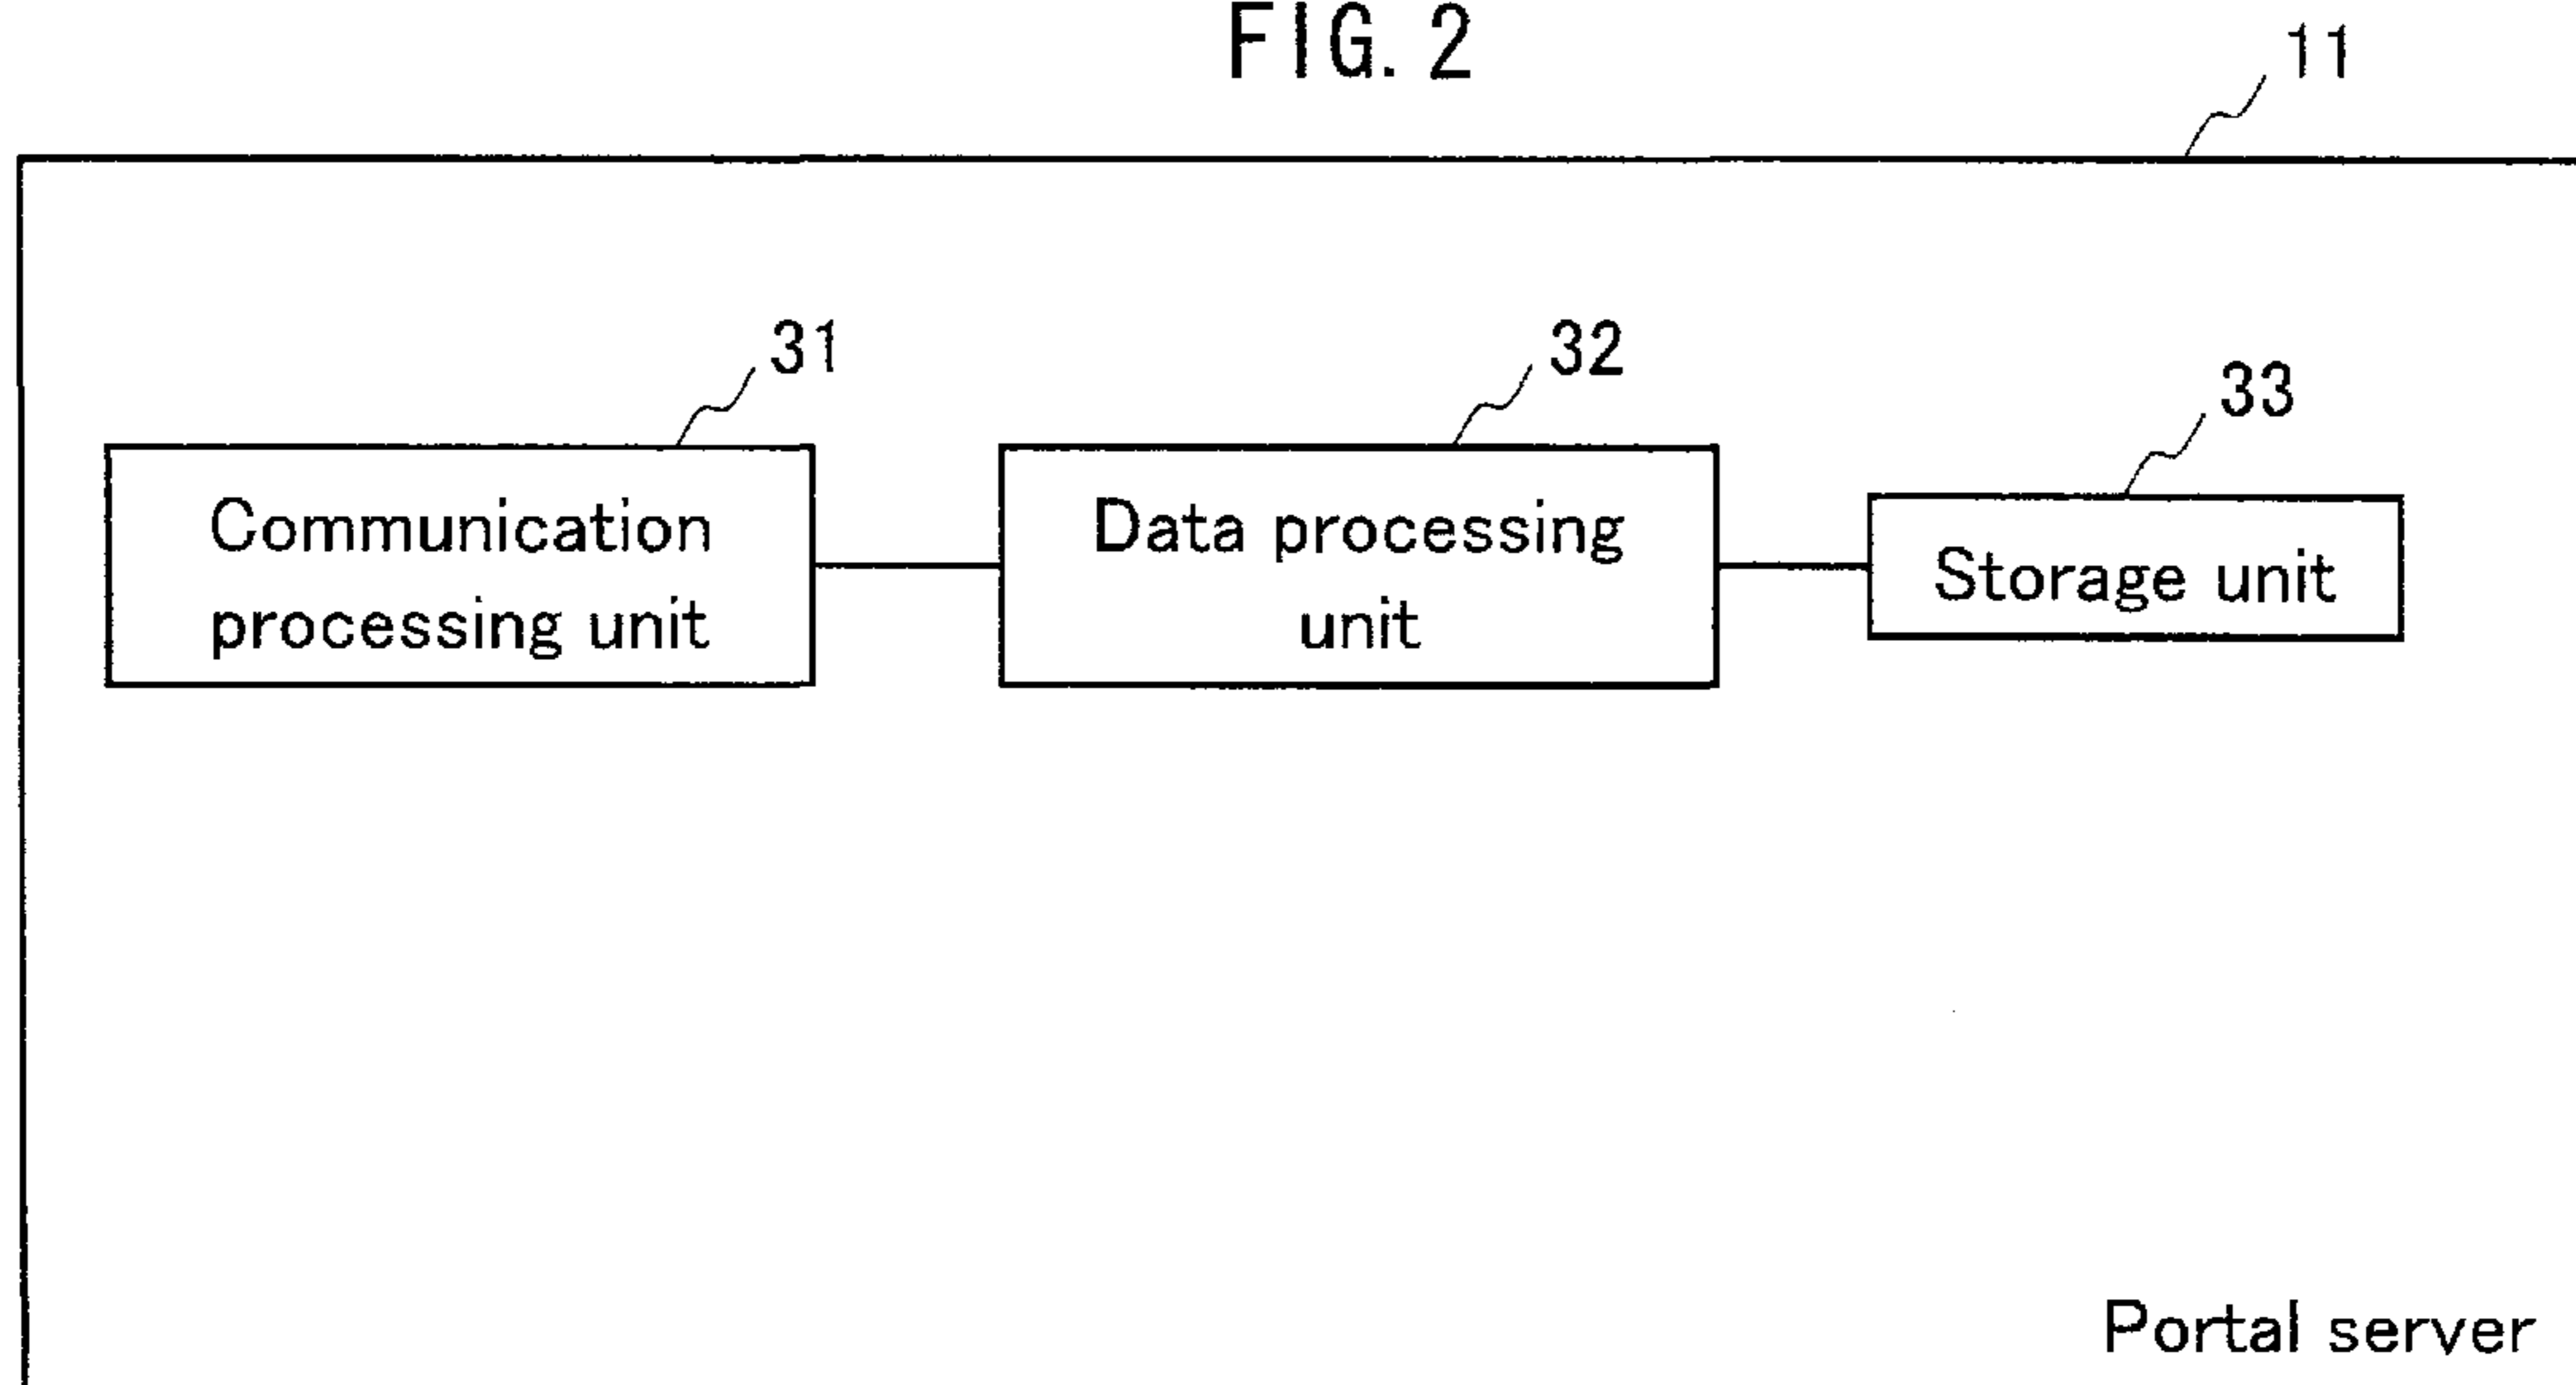 FIG. 2
11
31
32
33
Communication
processing unit
Data processing
unit
Storage unit
Portal server